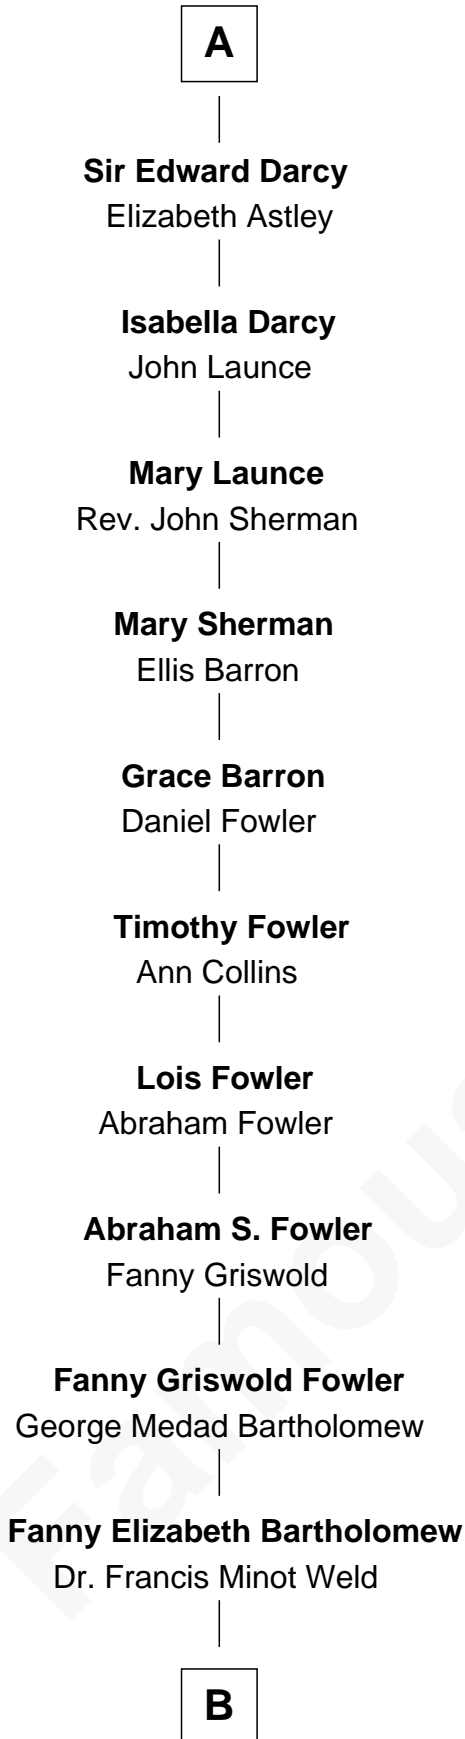 A
Sir Edward Darcy
Elizabeth Astley
Isabella Darcy
John Launce
Mary Launce
Rev. John Sherman
Mary Sherman
Ellis Barron
Grace Barron
Daniel Fowler
Timothy Fowler
Ann Collins
Lois Fowler
Abraham Fowler
Abraham S. Fowler
Fanny Griswold
Fanny Griswold Fowler
George Medad Bartholomew
Fanny Elizabeth Bartholomew
Dr. Francis Minot Weld
B
Famous